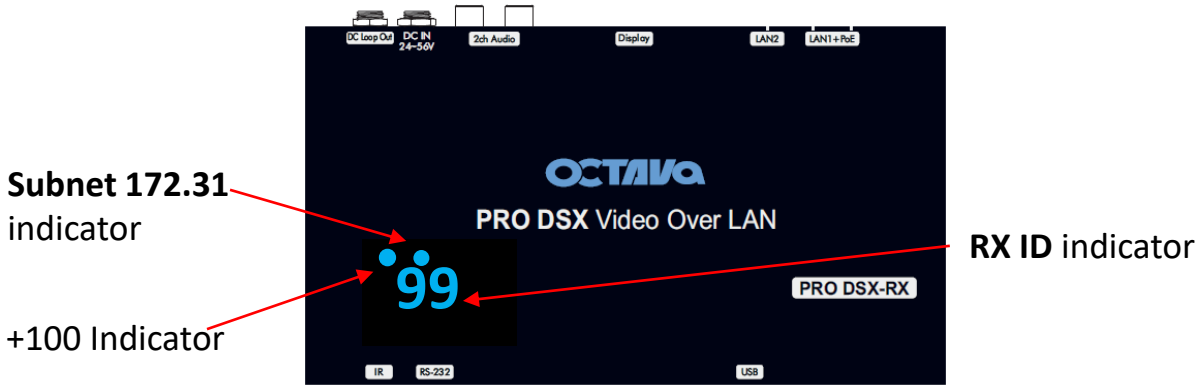 DC Loop Out
DC IN
24~56V
2ch Audio
Display
LAN2
LAN1+PoE
OCTAVA
Subnet 172.31
indicator
PRO DSX Video Over LAN
RX ID indicator
99
PRO DSX-RX
+100 Indicator
IR
RS-232
USB